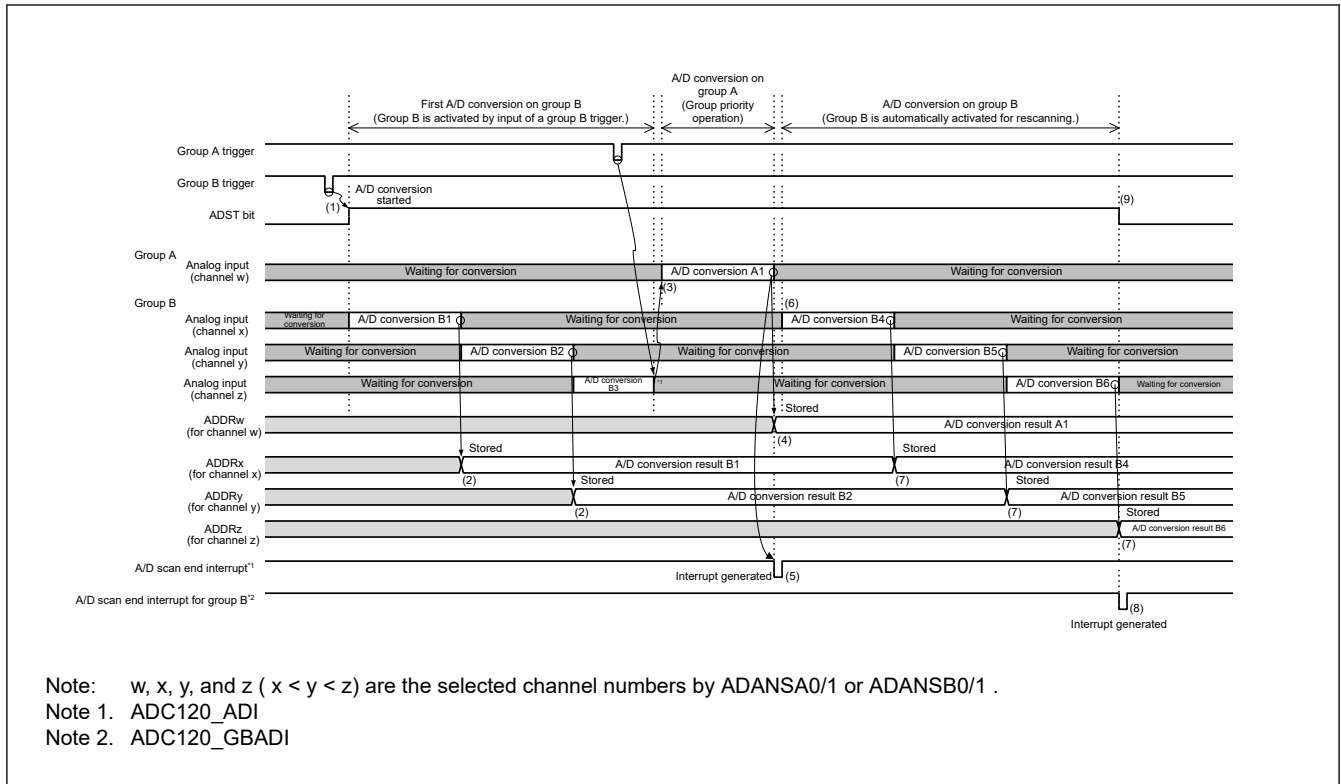 A/D conversion on
group A
(Group priority
operation)
First A/D conversion on group B
(Group B is activated by input of a group B trigger.)
A/D conversion on group B
(Group B is automatically activated for rescanning.)
Group A trigger
Group B trigger
A/D conversion
started
(1)
(9)
ADST bit
Group A
Analog input
(channel w)
Waiting for conversion
A/D conversion A1
Waiting for conversion
(3)
Group B
(6)
Analog input
(channel x)
Waiting for
conversion
A/D conversion B1
Waiting for conversion
A/D conversion B4
Waiting for conversion
Analog input
(channel y)
Waiting for conversion
A/D conversion B2
Waiting for conversion
A/D conversion B5
Waiting for conversion
Analog input
(channel z)
Waiting for conversion
A/D conversion
B3
*1
Waiting for conversion
A/D conversion B6
Waiting for conversion
Stored
ADDRw
(for channel w)
A/D conversion result A1
(4)
Stored
Stored
ADDRx
(for channel x)
A/D conversion result B1
A/D conversion result B4
(2)
(7)
Stored
Stored
ADDRy
(for channel y)
A/D conversion result B2
A/D conversion result B5
(2)
(7)
Stored
ADDRz
(for channel z)
A/D conversion result B6
(7)
A/D scan end interrupt*1
Interrupt generated
(5)
A/D scan end interrupt for group B*2
(8)
Interrupt generated
Note: w, x, y, and z ( x < y < z) are the selected channel numbers by ADANSA0/1 or ADANSB0/1 .
Note 1. ADC120_ADI
Note 2. ADC120_GBADI